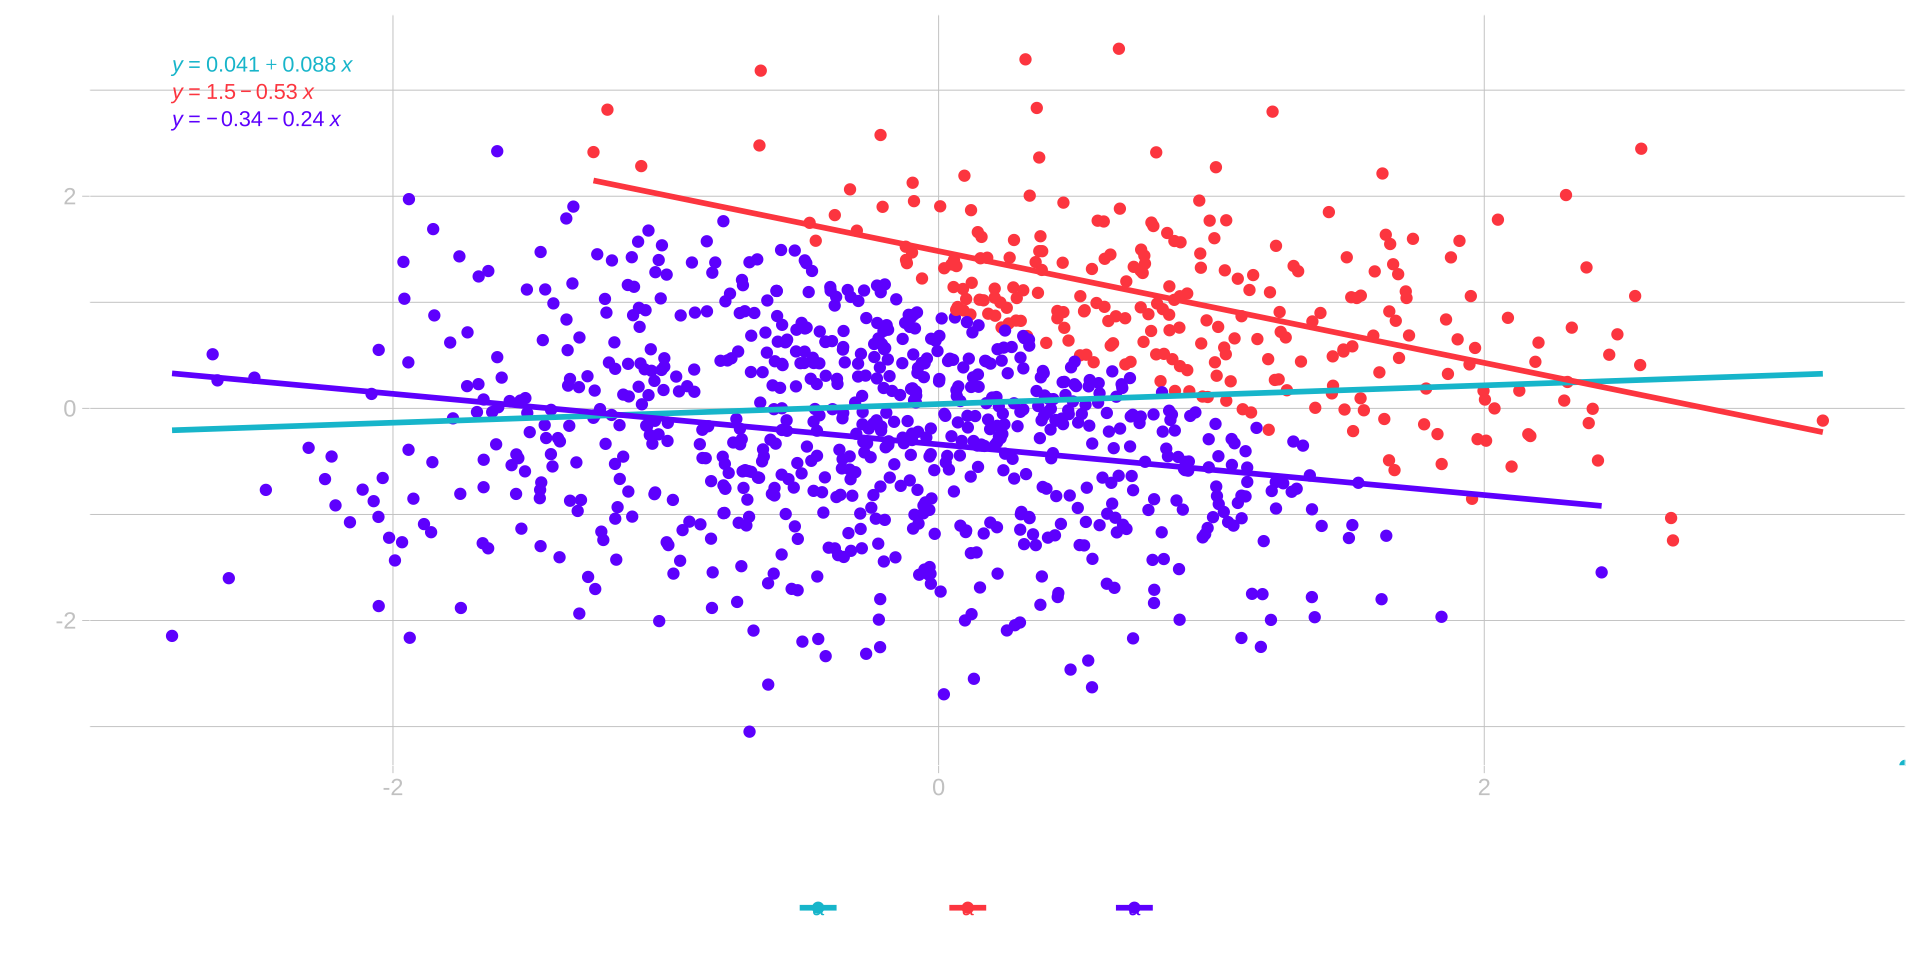 y = 0.041 + 0.088 x
y = 1.5 − 0.53 x
y = −0.34 − 0.24 x
2
0
-2
-2 0 2